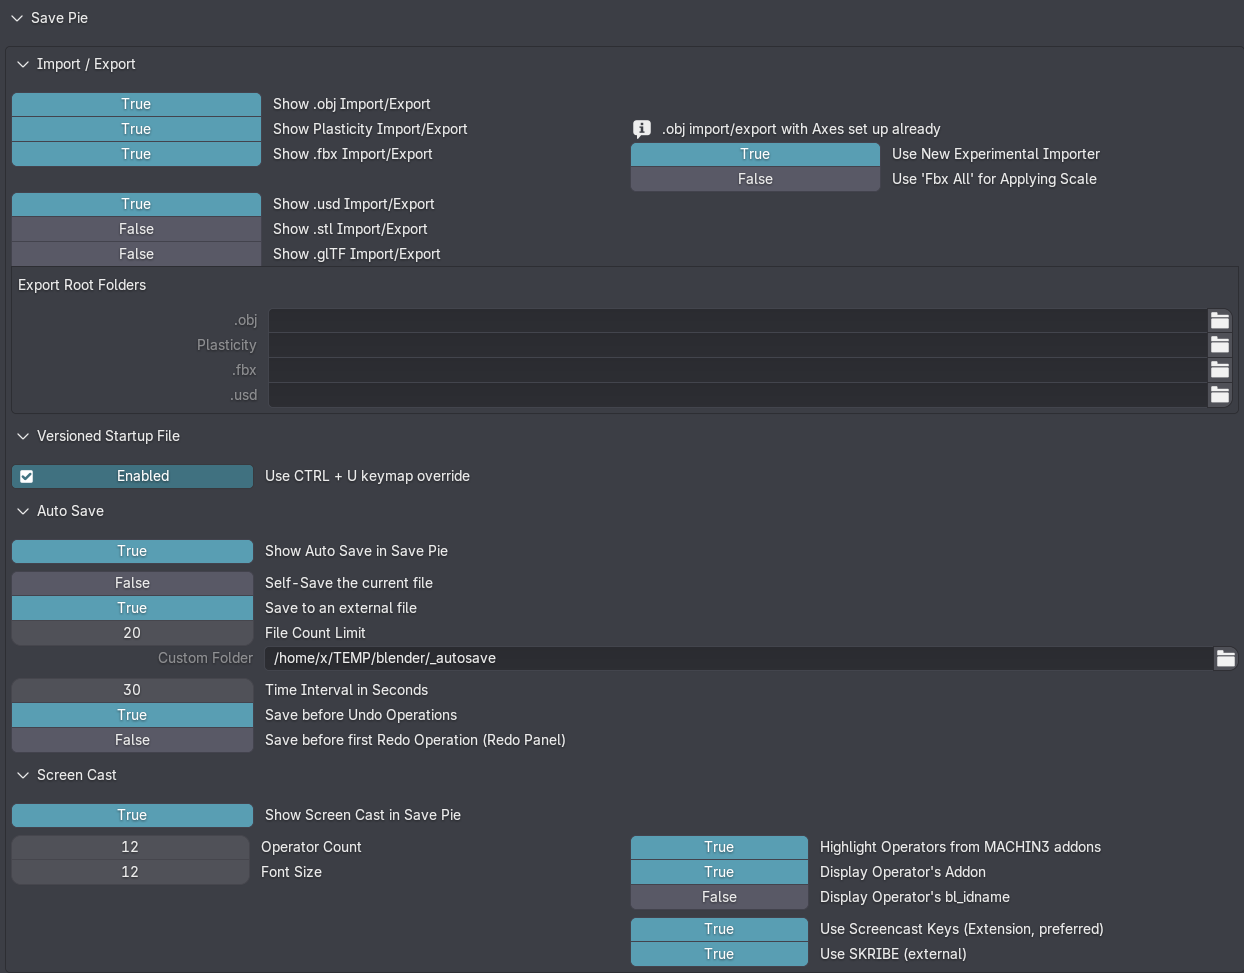 Save Pie
Import / Export
True Show .obj Import/Export
True Show Plasticity Import/Export .obj import/export with Axes set up already
True Show .fbx Import/Export True Use New Experimental Importer
False Use 'Fbx All' for Applying Scale
True Show .usd Import/Export
False Show .stl Import/Export
False Show .glTF Import/Export
Export Root Folders
.obj
Plasticity
.fbx
.usd
Versioned Startup File
Enabled Use CTRL + U keymap override
Auto Save
True Show Auto Save in Save Pie
False Self-Save the current file
True Save to an external file
20 File Count Limit
Custom Folder /home/x/TEMP/blender/_autosave
30 Time Interval in Seconds
True Save before Undo Operations
False Save before first Redo Operation (Redo Panel)
Screen Cast
True Show Screen Cast in Save Pie
12 Operator Count True Highlight Operators from MACHIN3 addons
12 Font Size True Display Operator's Addon
False Display Operator's bl_idname
True Use Screencast Keys (Extension, preferred)
True Use SKRIBE (external)